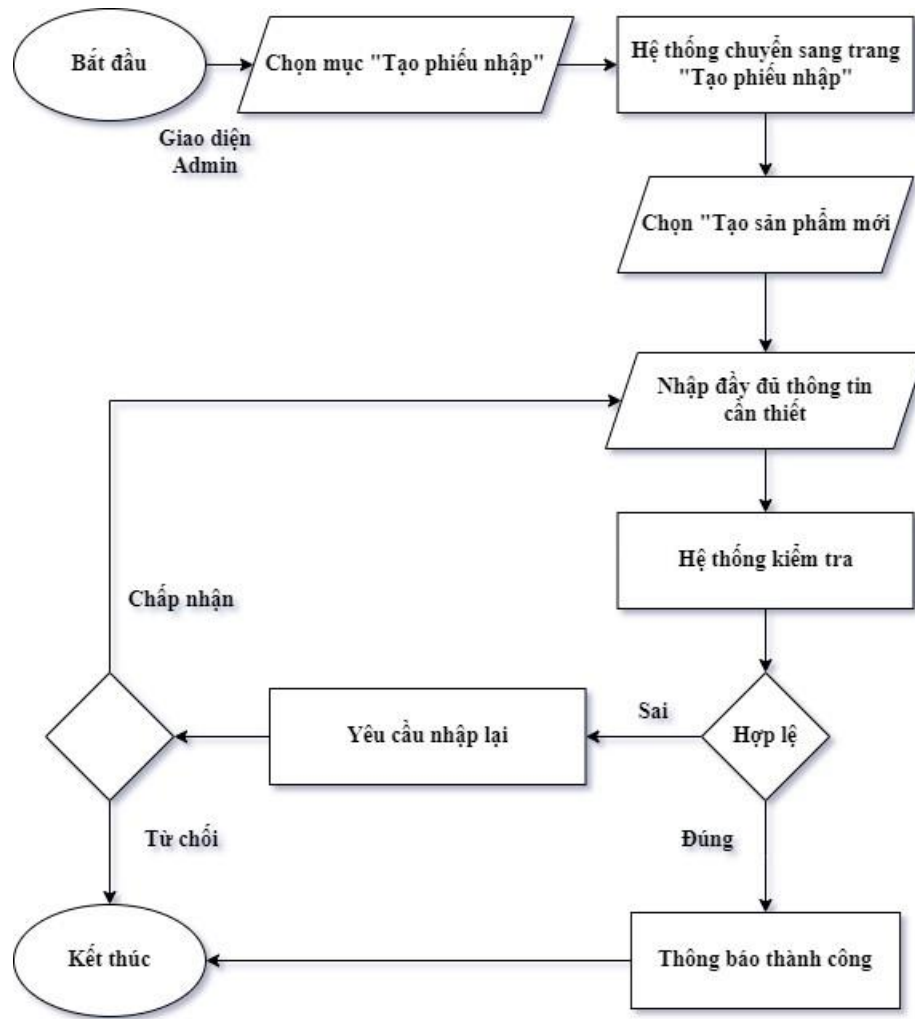 Bắt đầu
Chọn mục "Tạo phiếu nhập"
Hệ thống chuyển sang trang
"Tạo phiếu nhập"
Giao diện
Admin
Chọn "Tạo sản phẩm mới
Nhập đầy đủ thông tin
cần thiết
Hệ thống kiểm tra
Chấp nhận
Hợp lệ
Sai
Yêu cầu nhập lại
Từ chối
Đúng
Kết thúc
Thông báo thành công